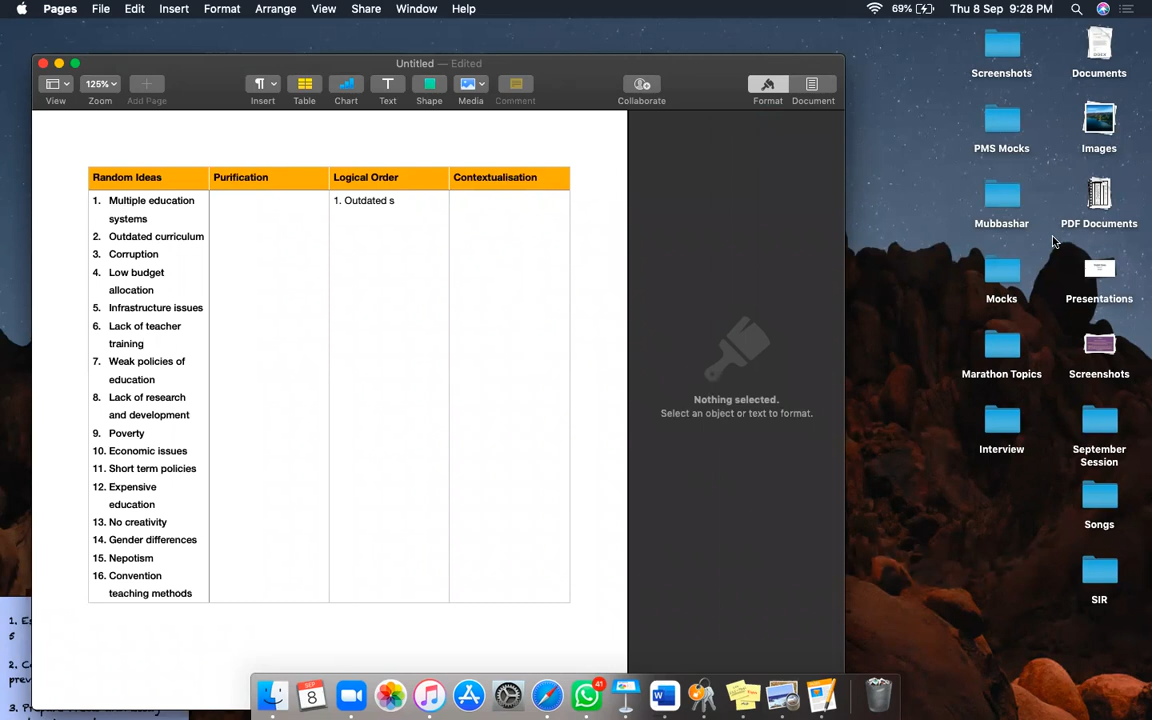 Pages File Edit Insert Format Arrange View Share Window Help 69% Thu 8 Sep 9:28 PM
Untitled — Edited
125%
View Zoom Add Page Insert Table Chart Text Shape Media Comment Collaborate Format Document
Random Ideas Purification Logical Order Contextualisation
1. Multiple education
systems
2. Outdated curriculum
3. Corruption
4. Low budget
allocation
5. Infrastructure issues
6. Lack of teacher
training
7. Weak policies of
education
8. Lack of research
and development
9. Poverty
10. Economic issues
11. Short term policies
12. Expensive
education
13. No creativity
14. Gender differences
15. Nepotism
16. Convention
teaching methods
1. Outdated s
Nothing selected.
Select an object or text to format.
Screenshots
Documents
PMS Mocks
Images
Mubbashar
PDF Documents
Mocks
Presentations
Marathon Topics
Screenshots
Interview
September
Session
Songs
SIR
1.
5
2.
3.
SEP
8
41